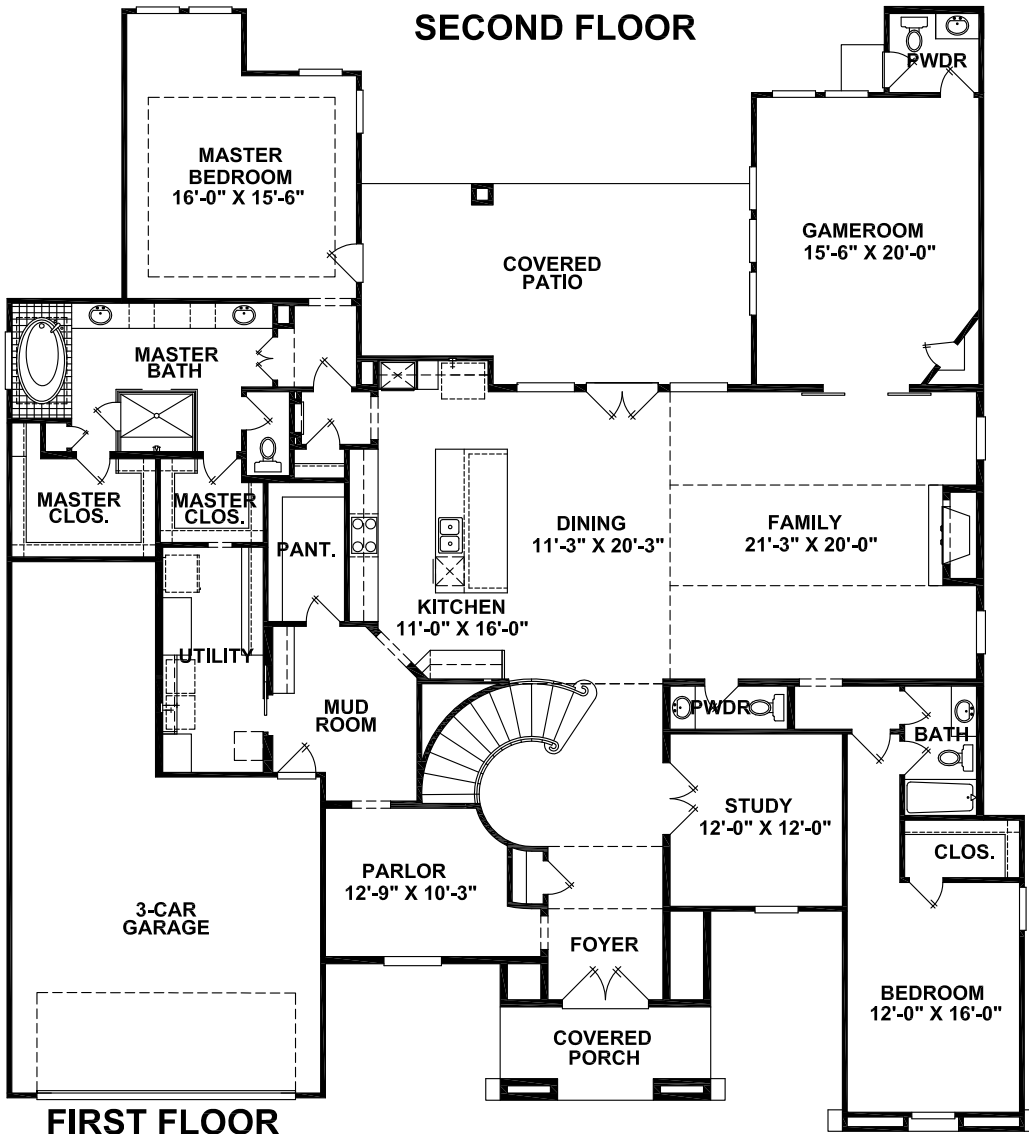 SECOND FLOOR
PWDR
MASTER
BEDROOM
16'-0" X 15'-6"
GAMEROOM
15'-6" X 20'-0"
COVERED
PATIO
MASTER
BATH
MASTER
CLOS.
MASTER
CLOS.
PANT.
DINING
11'-3" X 20'-3"
FAMILY
21'-3" X 20'-0"
KITCHEN
11'-0" X 16'-0"
UTILITY
MUD
ROOM
PWDR
BATH
STUDY
12'-0" X 12'-0"
CLOS.
PARLOR
12'-9" X 10'-3"
3-CAR
GARAGE
FOYER
BEDROOM
12'-0" X 16'-0"
COVERED
PORCH
FIRST FLOOR